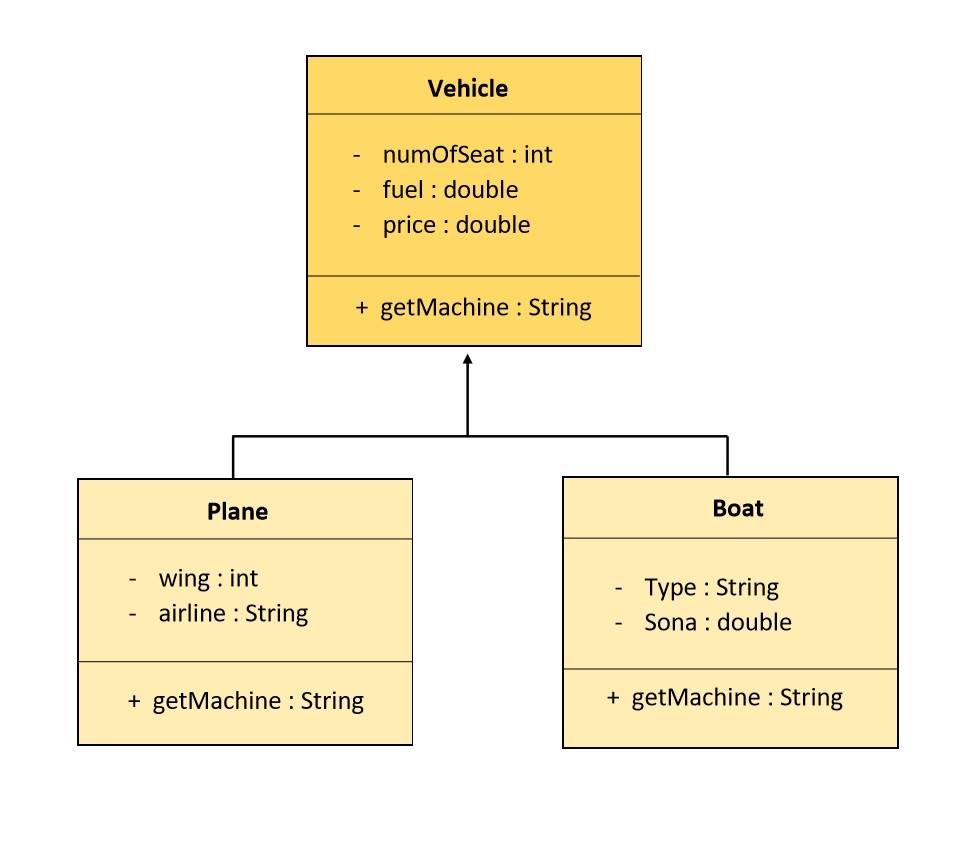 Vehicle
- numOfSeat : int
- fuel : double
- price : double
+ getMachine : String
Plane
- wing : int
- airline : String
+ getMachine : String
Boat
- Type : String
- Sona : double
+ getMachine : String